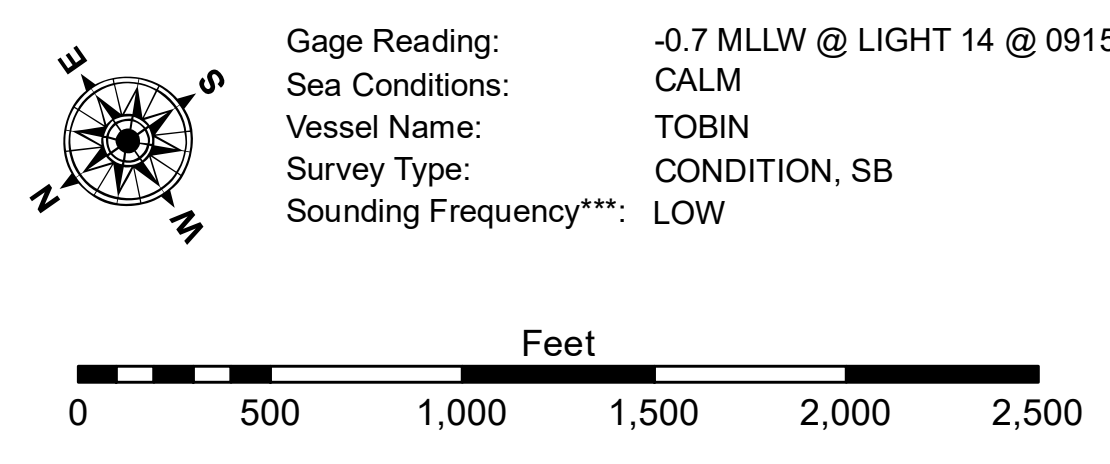 E
S
N
W
Gage Reading: -0.7 MLLW @ LIGHT 14 @ 0915
Sea Conditions: CALM
Vessel Name: TOBIN
Survey Type: CONDITION, SB
Sounding Frequency***: LOW
Feet
0 500 1,000 1,500 2,000 2,500